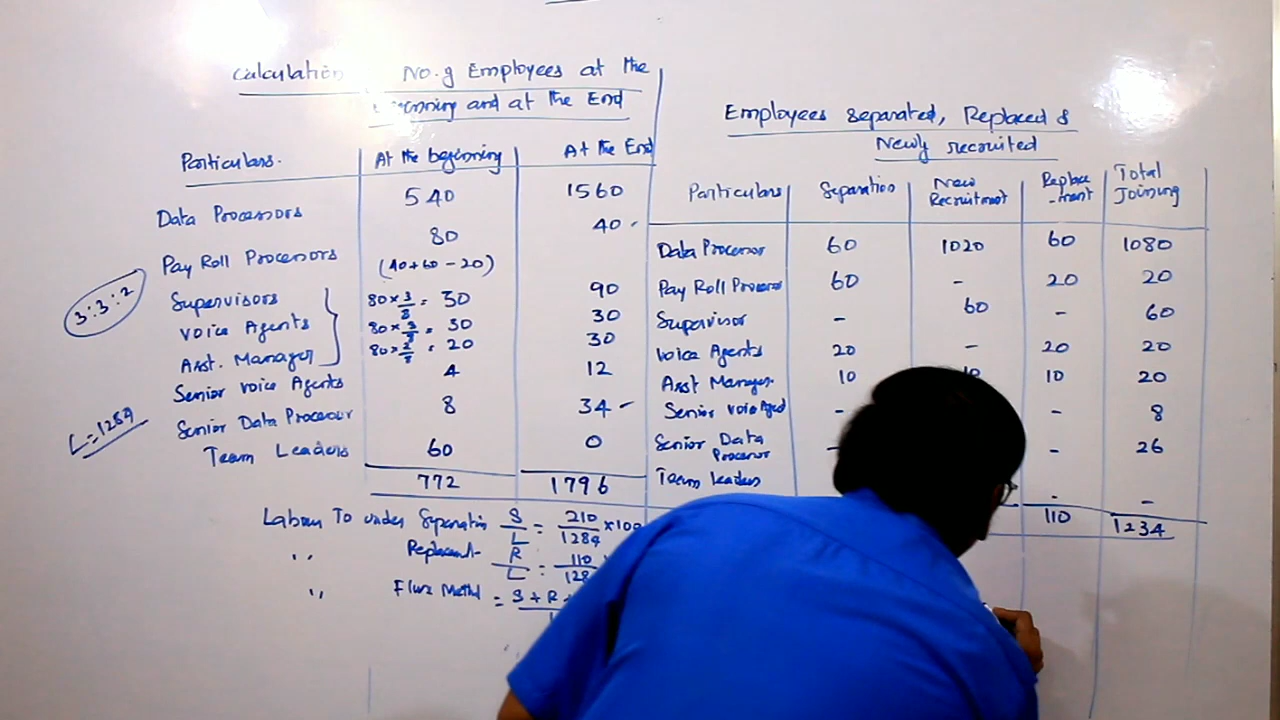 Calculation No. of Employees at the
and at the End
Particulars. At the beginning At the End
Data Processors 540 1560
Pay Roll Processors 80 40
(40+60-20)
Supervisors 80 × 3/8 = 30 90
Voice Agents 80 × 3/8 = 30 30
Asst. Manager 80 × 2/8 = 20 30
Senior Voice Agents 4 12
Senior Data Processor 8 34
Team Leaders 60 0
772 1796
3:3:2
L=1284
Labour To under Separation S/L = 210/1284 ×100
,, Replacement R/L = 110/128
,, Flux Method = S+R
Employees separated, Replaced &
Newly recruited
Particulars Separation New Recruitment Replace-ment Total Joining
Data Processor 60 1020 60 1080
Pay Roll Processor 60 - 20 20
Supervisor - 60 - 60
Voice Agents 20 - 20 20
Asst Manager 10 10 10 20
Senior Voice Agent - - 8
Senior Data Processor - - 26
Team Leaders - -
110 1234